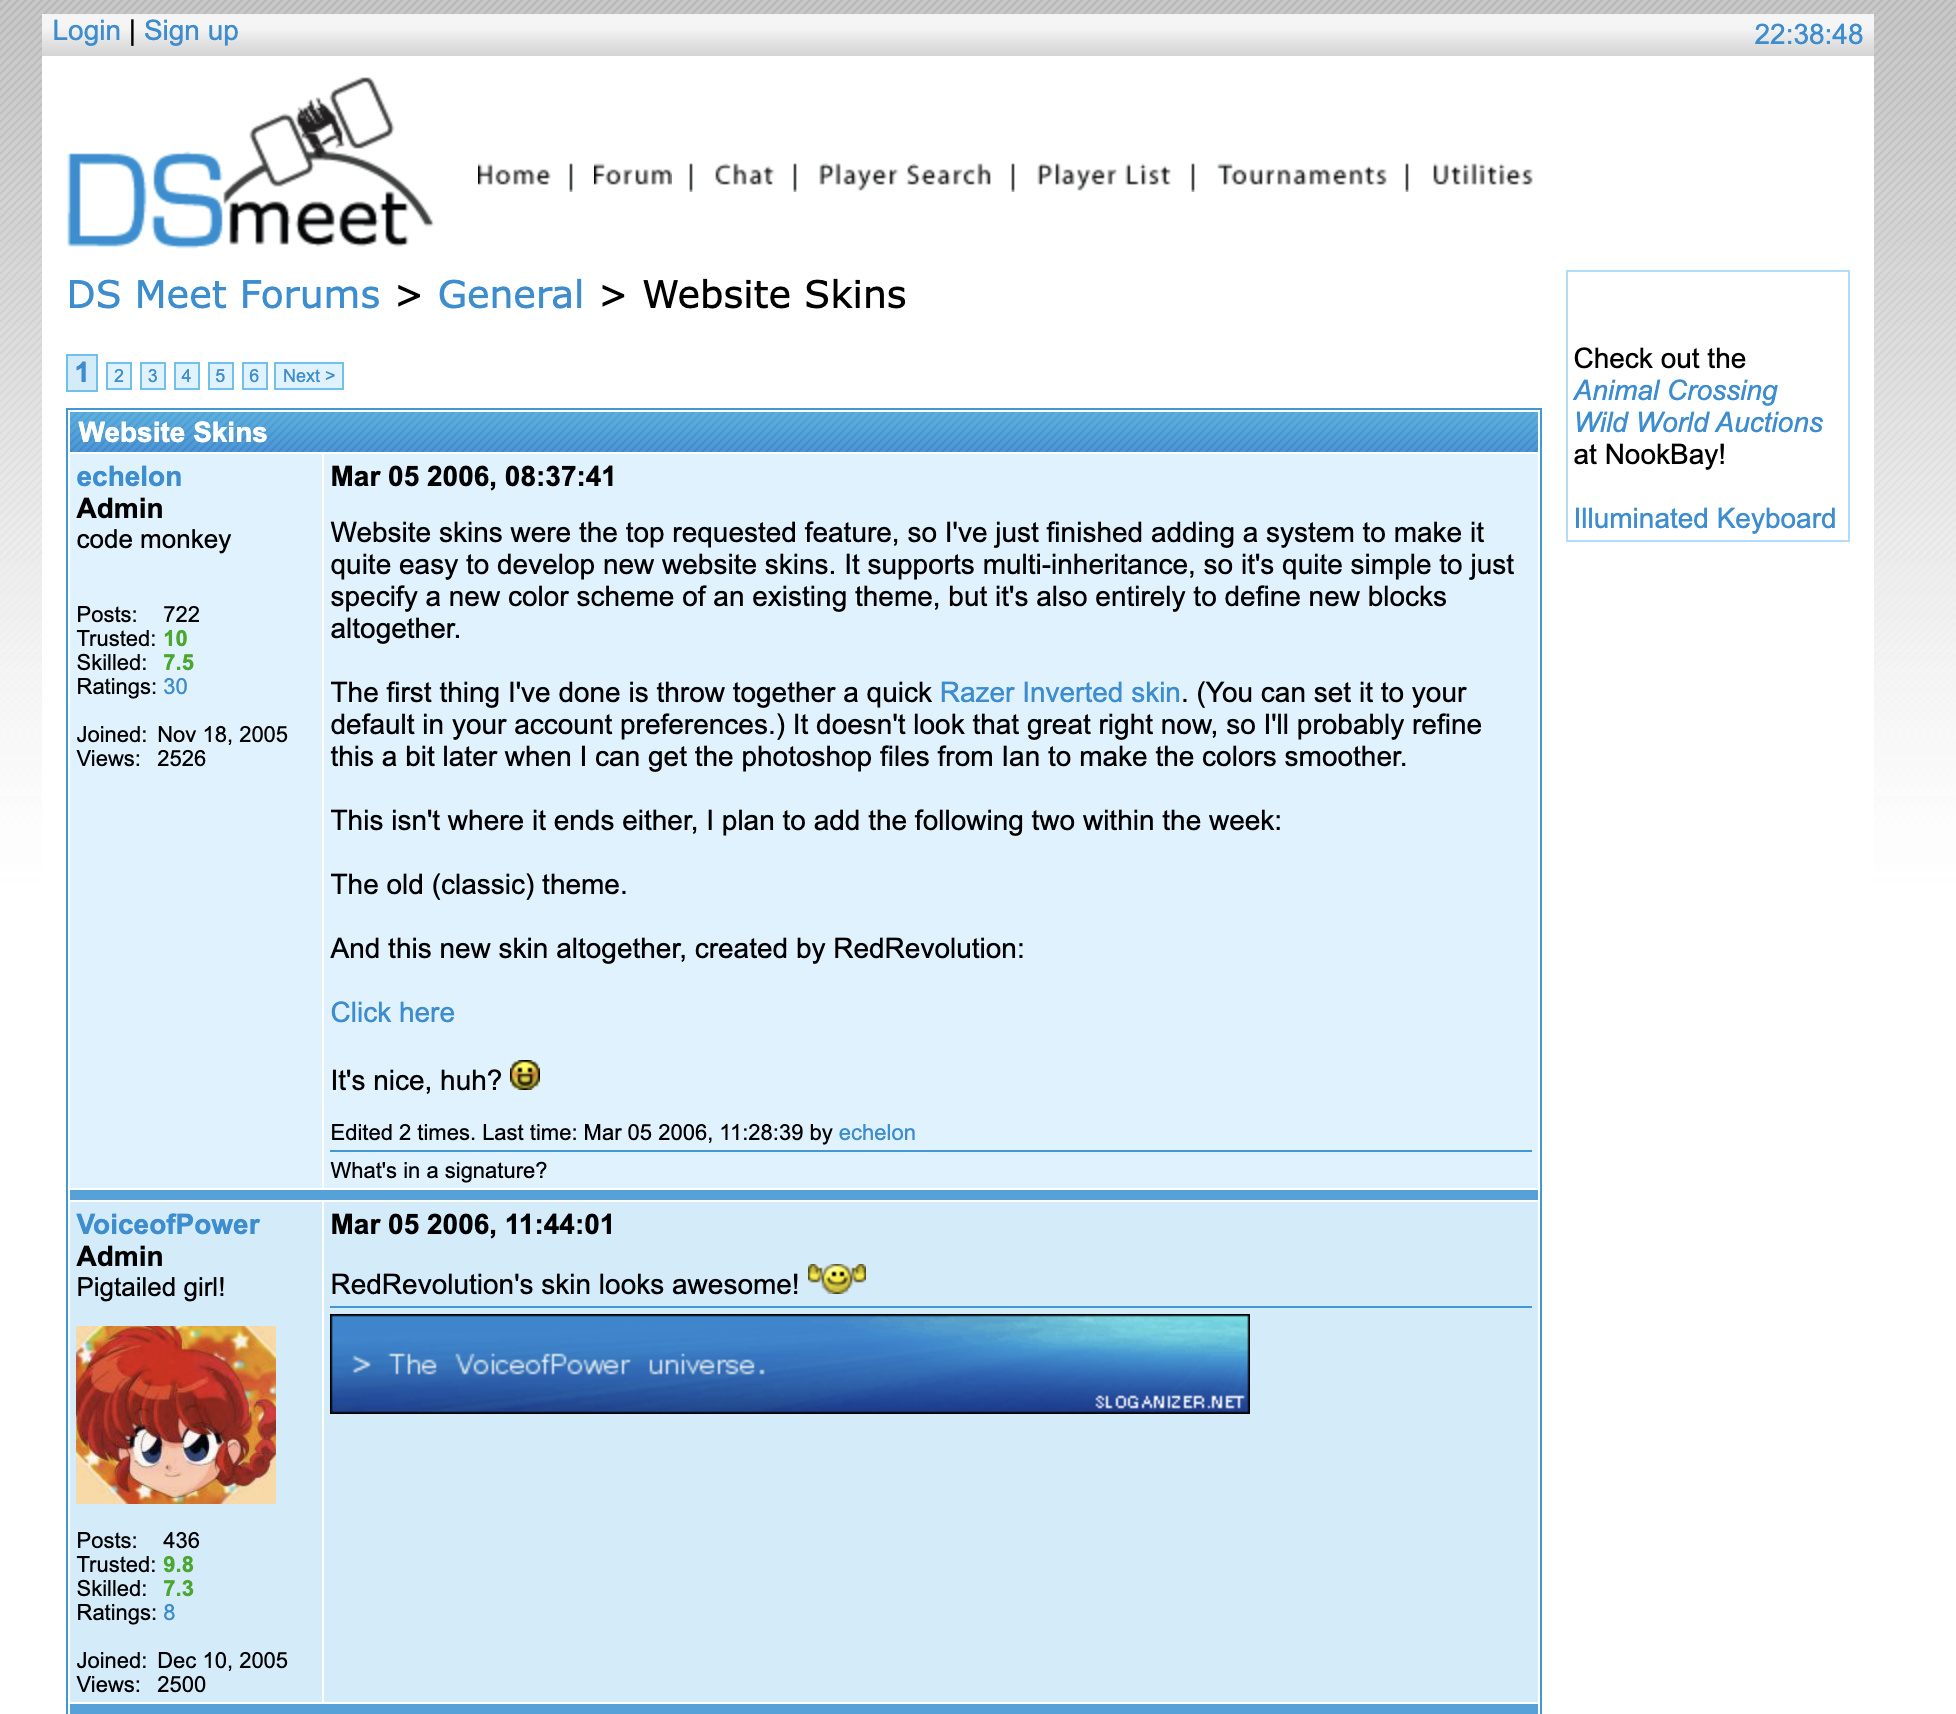 Login | Sign up
22:38:48
DSmeet
Home | Forum | Chat | Player Search | Player List | Tournaments | Utilities
DS Meet Forums > General > Website Skins
1 2 3 4 5 6 Next >
Website Skins
echelon
Admin
code monkey
Posts: 722
Trusted: 10
Skilled: 7.5
Ratings: 30
Joined: Nov 18, 2005
Views: 2526
Mar 05 2006, 08:37:41
Website skins were the top requested feature, so I've just finished adding a system to make it
quite easy to develop new website skins. It supports multi-inheritance, so it's quite simple to just
specify a new color scheme of an existing theme, but it's also entirely to define new blocks
altogether.
The first thing I've done is throw together a quick Razer Inverted skin. (You can set it to your
default in your account preferences.) It doesn't look that great right now, so I'll probably refine
this a bit later when I can get the photoshop files from Ian to make the colors smoother.
This isn't where it ends either, I plan to add the following two within the week:
The old (classic) theme.
And this new skin altogether, created by RedRevolution:
Click here
It's nice, huh?
Edited 2 times. Last time: Mar 05 2006, 11:28:39 by echelon
What's in a signature?
VoiceofPower
Admin
Pigtailed girl!
Posts: 436
Trusted: 9.8
Skilled: 7.3
Ratings: 8
Joined: Dec 10, 2005
Views: 2500
Mar 05 2006, 11:44:01
RedRevolution's skin looks awesome!
> The VoiceofPower universe.
SLOGANIZER.NET
Check out the
Animal Crossing
Wild World Auctions
at NookBay!
Illuminated Keyboard